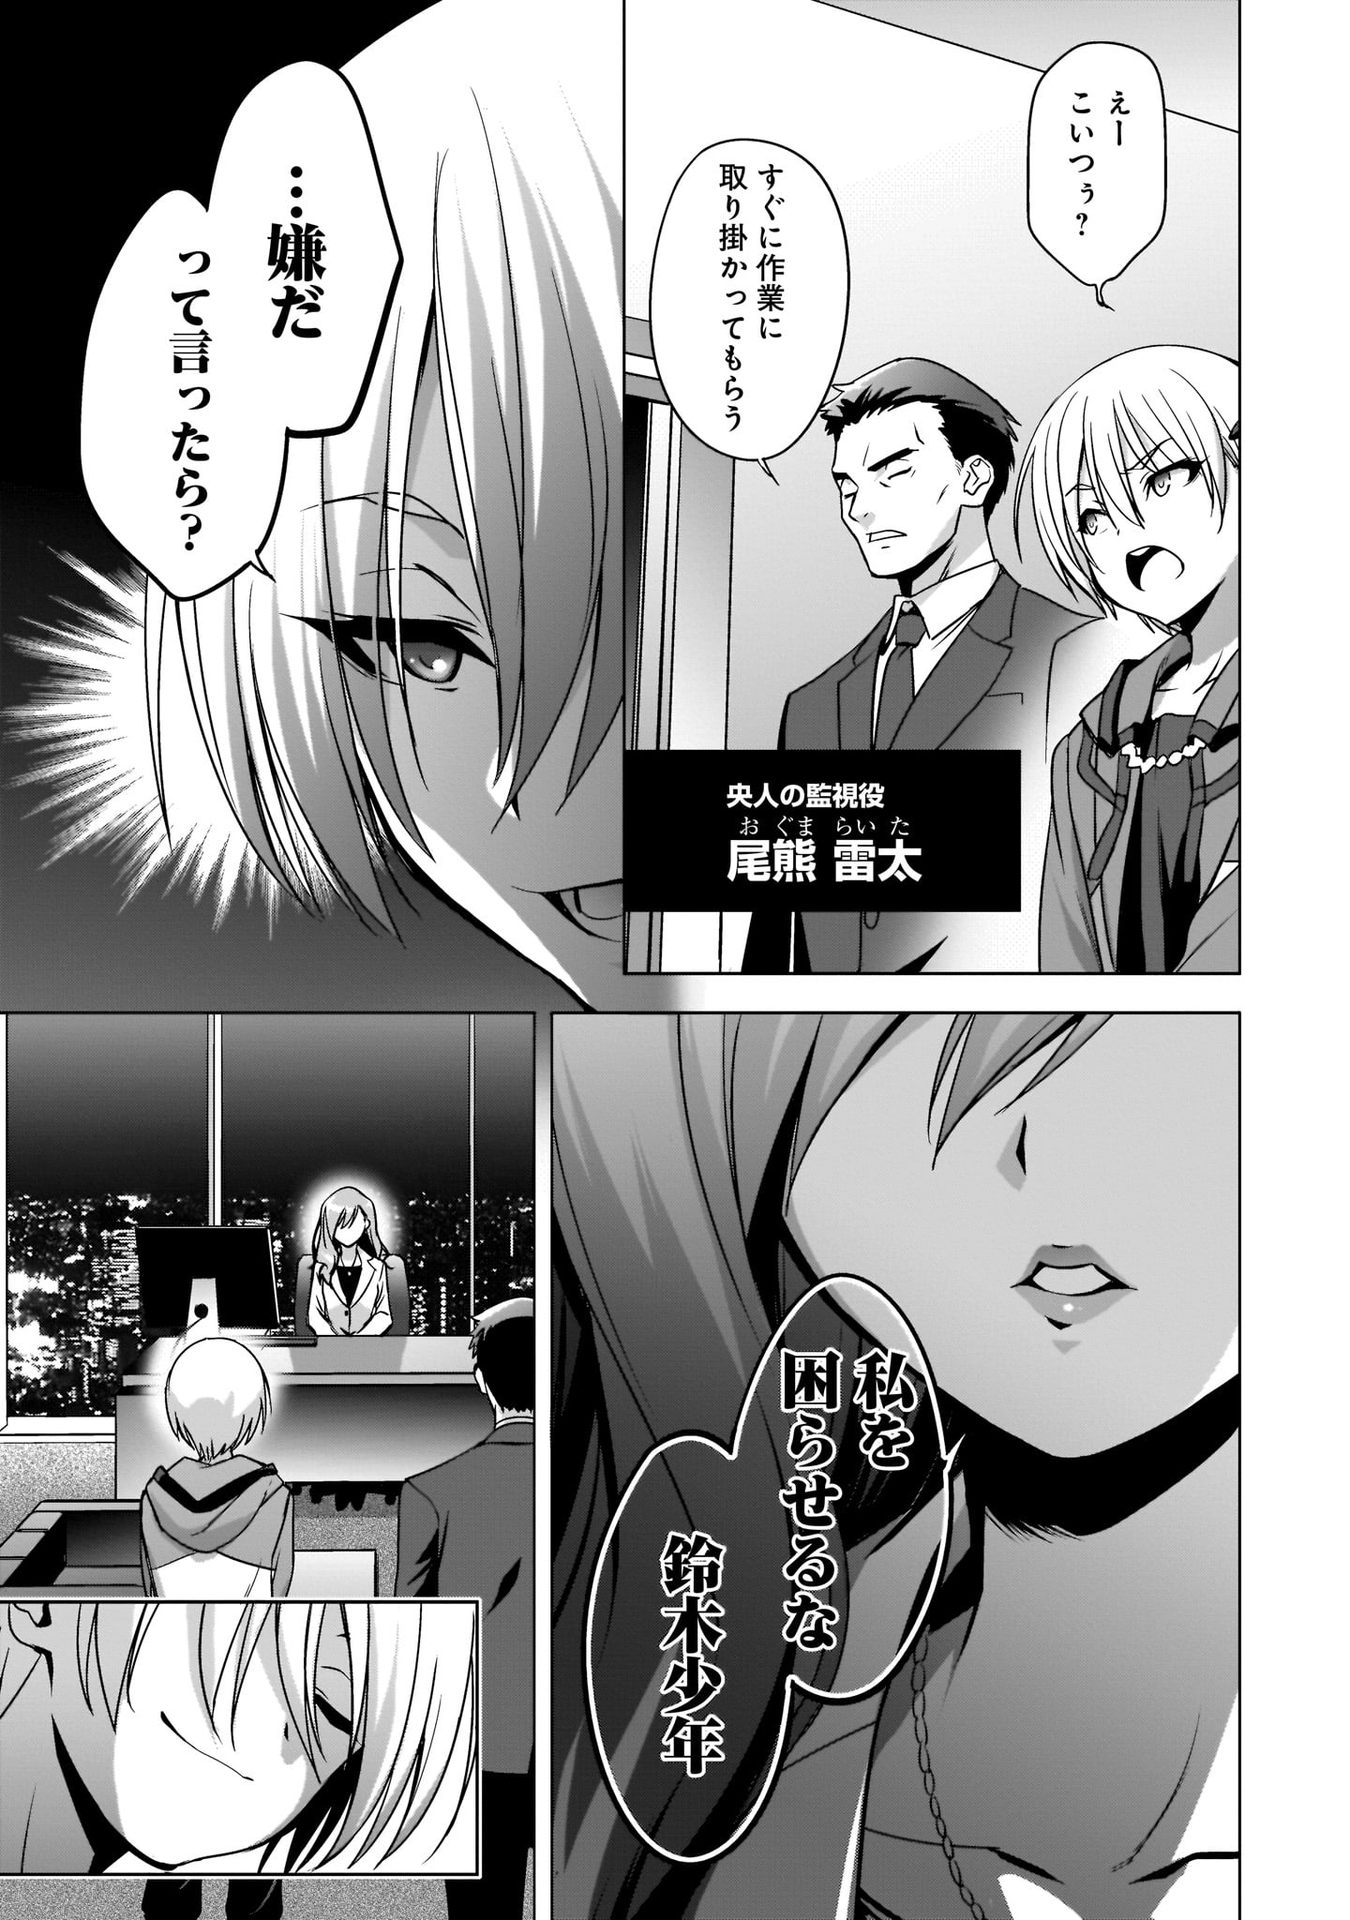 えー
こいつぅ？
すぐに作業に
取り掛かってもらう
央人の監視役
おぐま らいた
尾熊 雷太
…嫌だ
って言ったら？
私を
困らせるな
鈴木少年